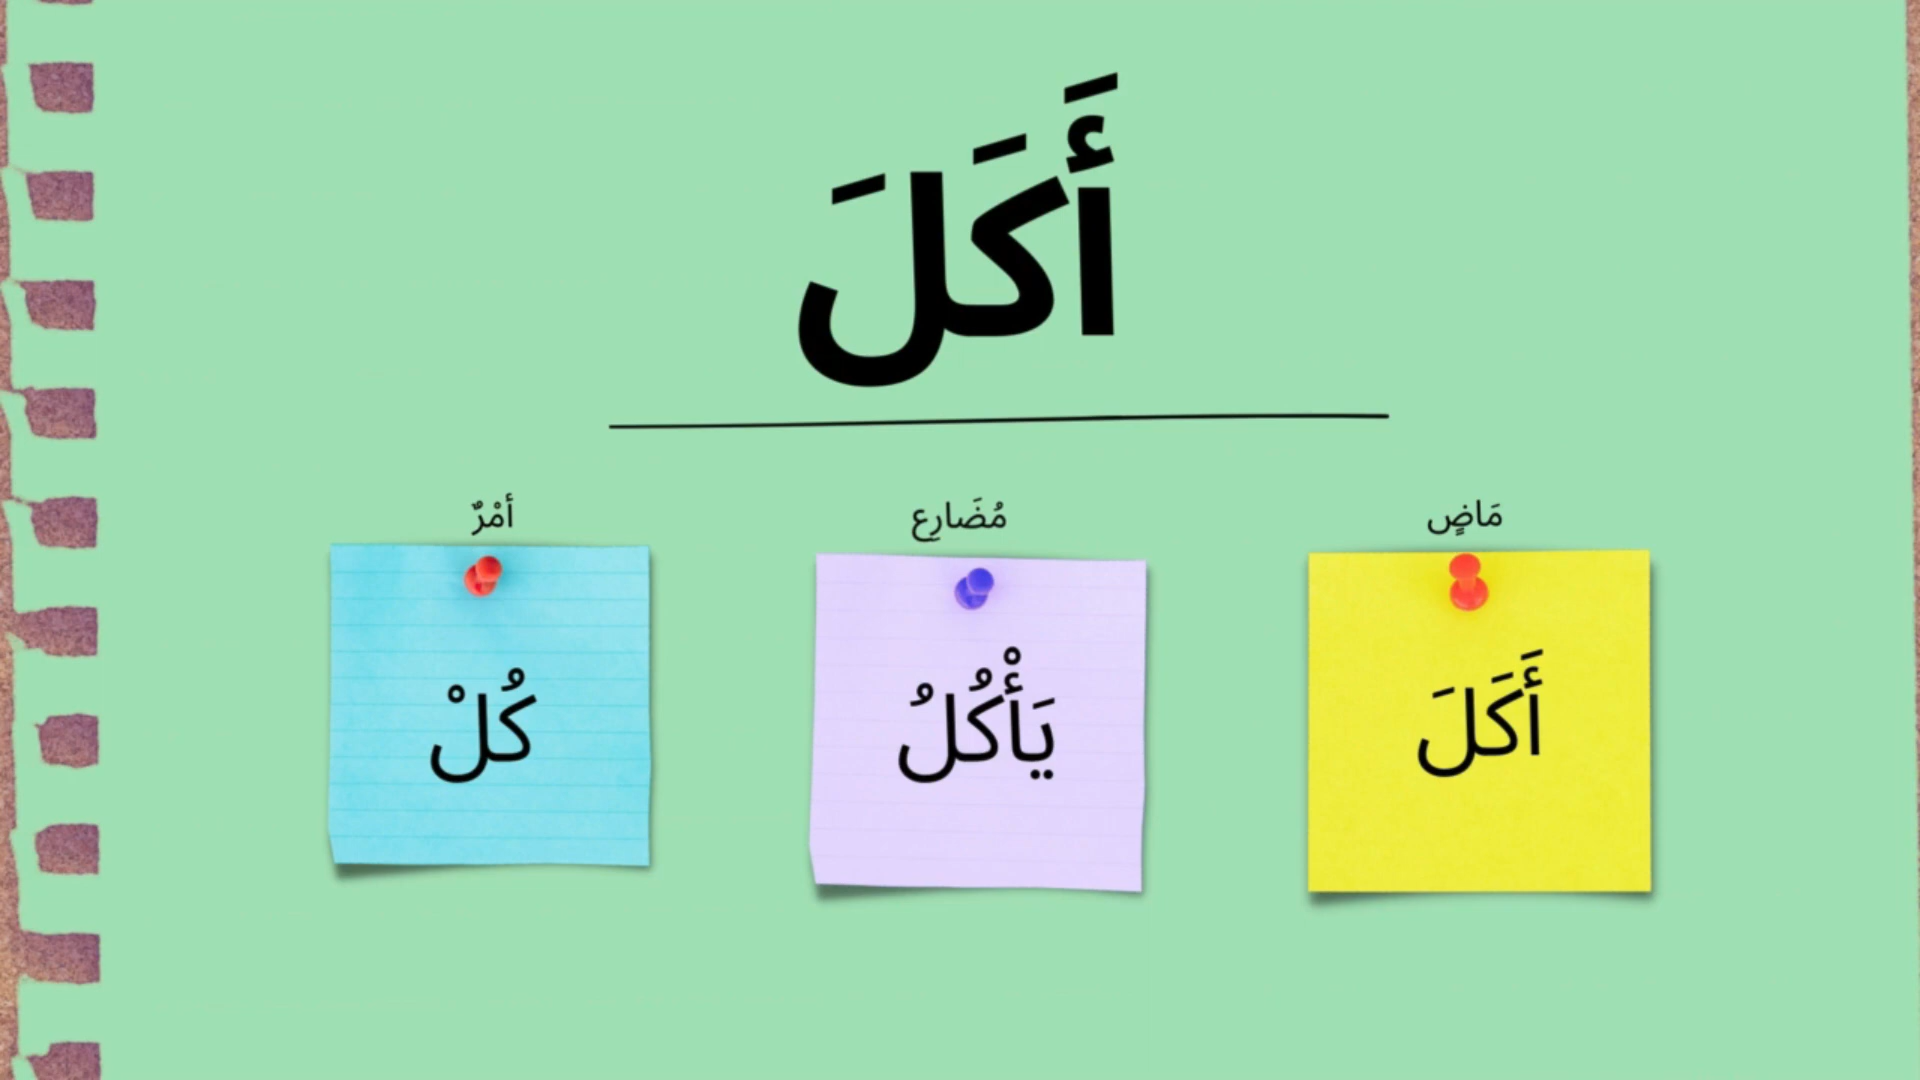 أَكَلَ
مَاضٍ
مُضَارِع
أمْرٌ
أَكَلَ
يَأْكُلُ
كُلْ